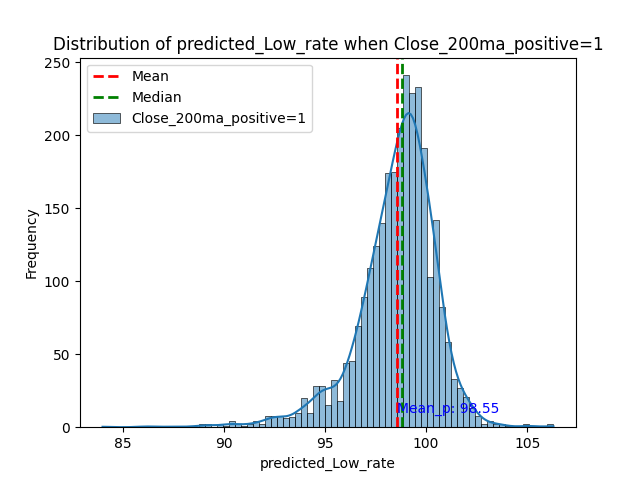 Distribution of predicted_Low_rate when Close_200ma_positive=1
Mean
Median
Close_200ma_positive=1
250
200
150
100
50
0
Frequency
Mean_p: 98.55
85
90
95
100
105
predicted_Low_rate